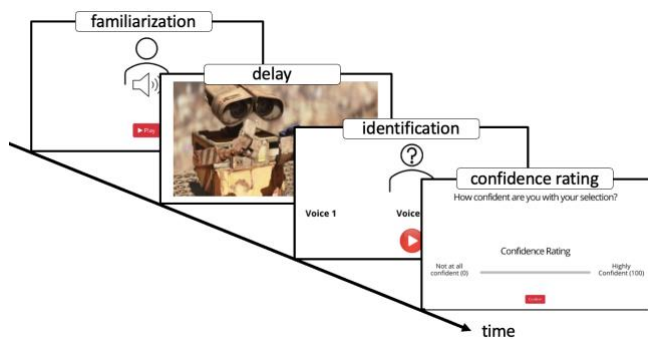 familiarization
▶ Play
delay
identification
Voice 1
Voice
confidence rating
How confident are you with your selection?
Confidence Rating
Not at all
confident (0)
Highly
Confident (100)
time